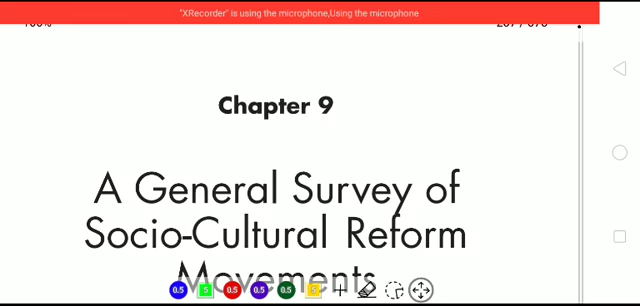 "XRecorder" is using the microphone,Using the microphone
Chapter 9
A General Survey of
Socio-Cultural Reform
Movements
0.5 5 0.5 0.5 0.5 5